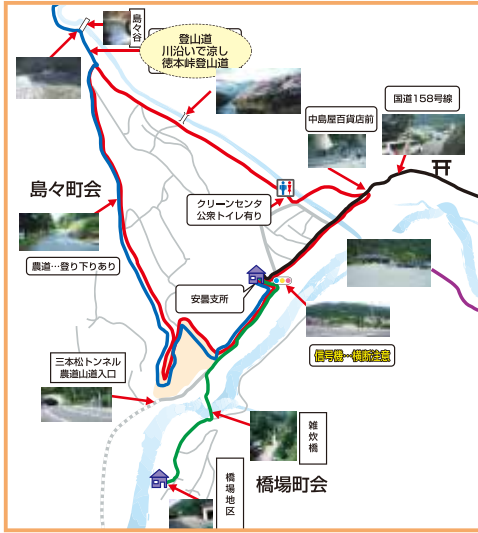 島々谷
登山道
川沿いで涼し
徳本峠登山道
国道158号線
中島屋百貨店前
島々町会
クリーンセンタ
公衆トイレ有り
農道…登り下りあり
安曇支所
信号機…横断注意
三本松トンネル
農道山道入口
雑炊橋
橋場地区
橋場町会